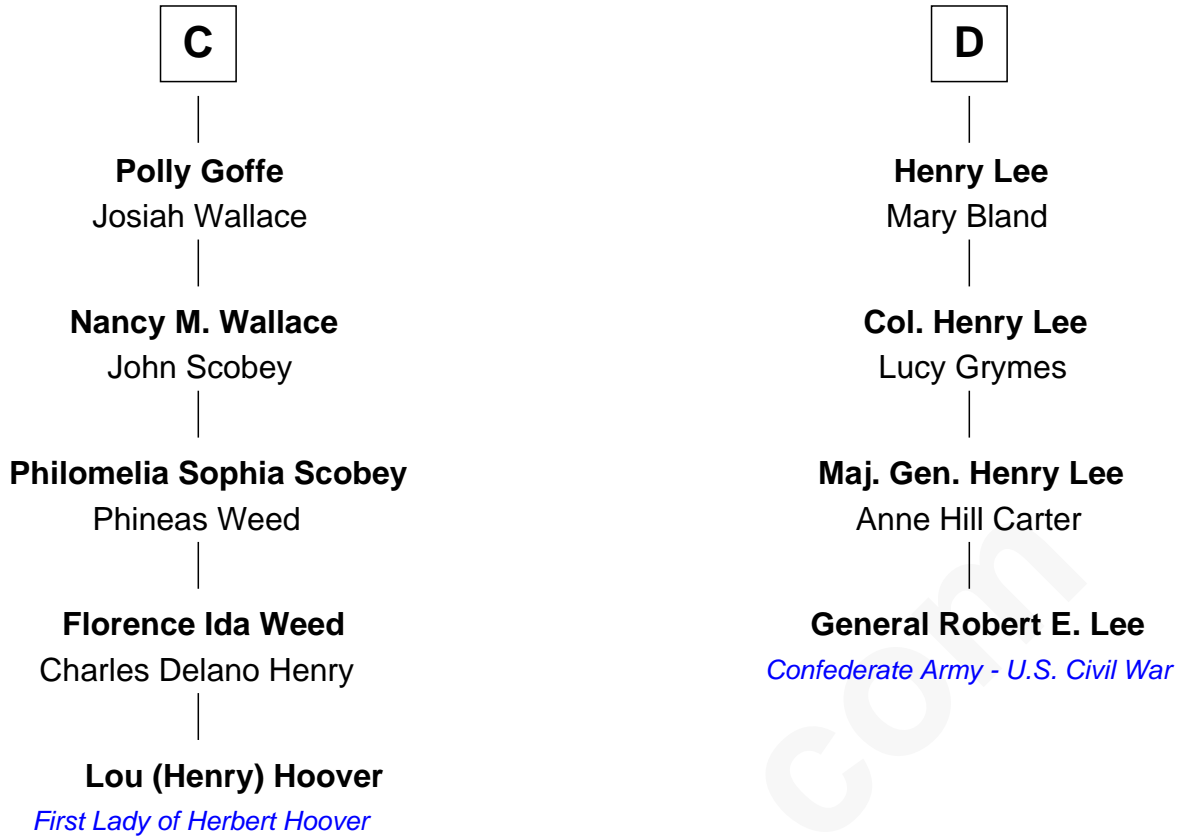 C
Polly Goffe
Josiah Wallace
Nancy M. Wallace
John Scobey
Philomelia Sophia Scobey
Phineas Weed
Florence Ida Weed
Charles Delano Henry
Lou (Henry) Hoover
First Lady of Herbert Hoover
D
Henry Lee
Mary Bland
Col. Henry Lee
Lucy Grymes
Maj. Gen. Henry Lee
Anne Hill Carter
General Robert E. Lee
Confederate Army - U.S. Civil War
com